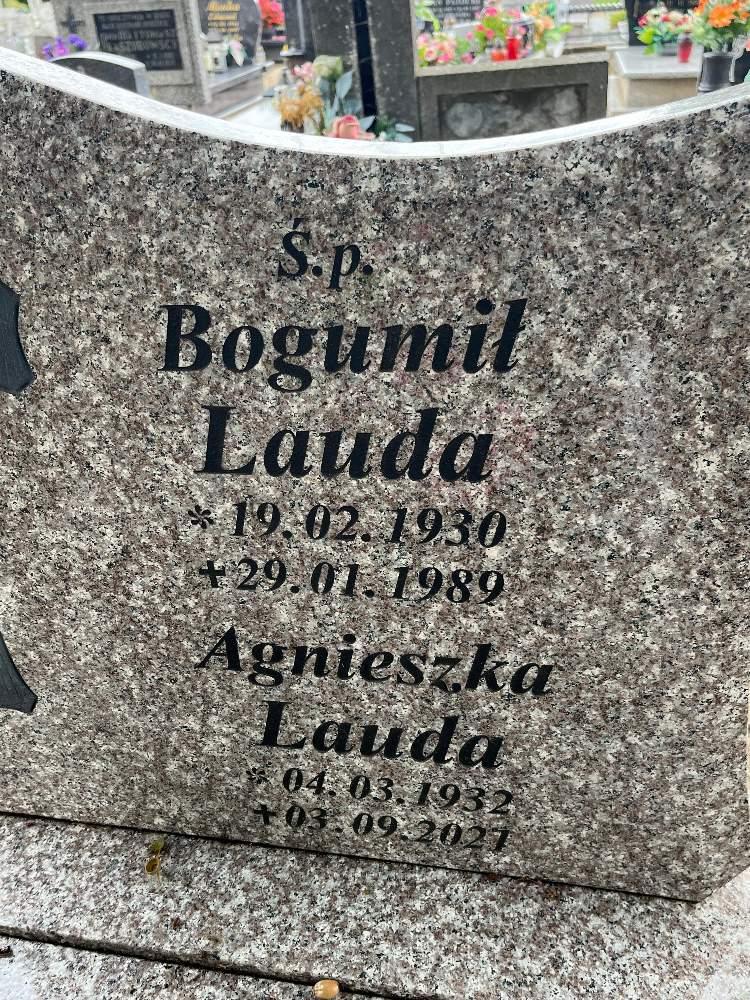 Ś.p.
Bogumił
Lauda
* 19.02.1930
+ 29.01.1989
Agnieszka
Lauda
* 04.03.1932
+ 03.09.2021